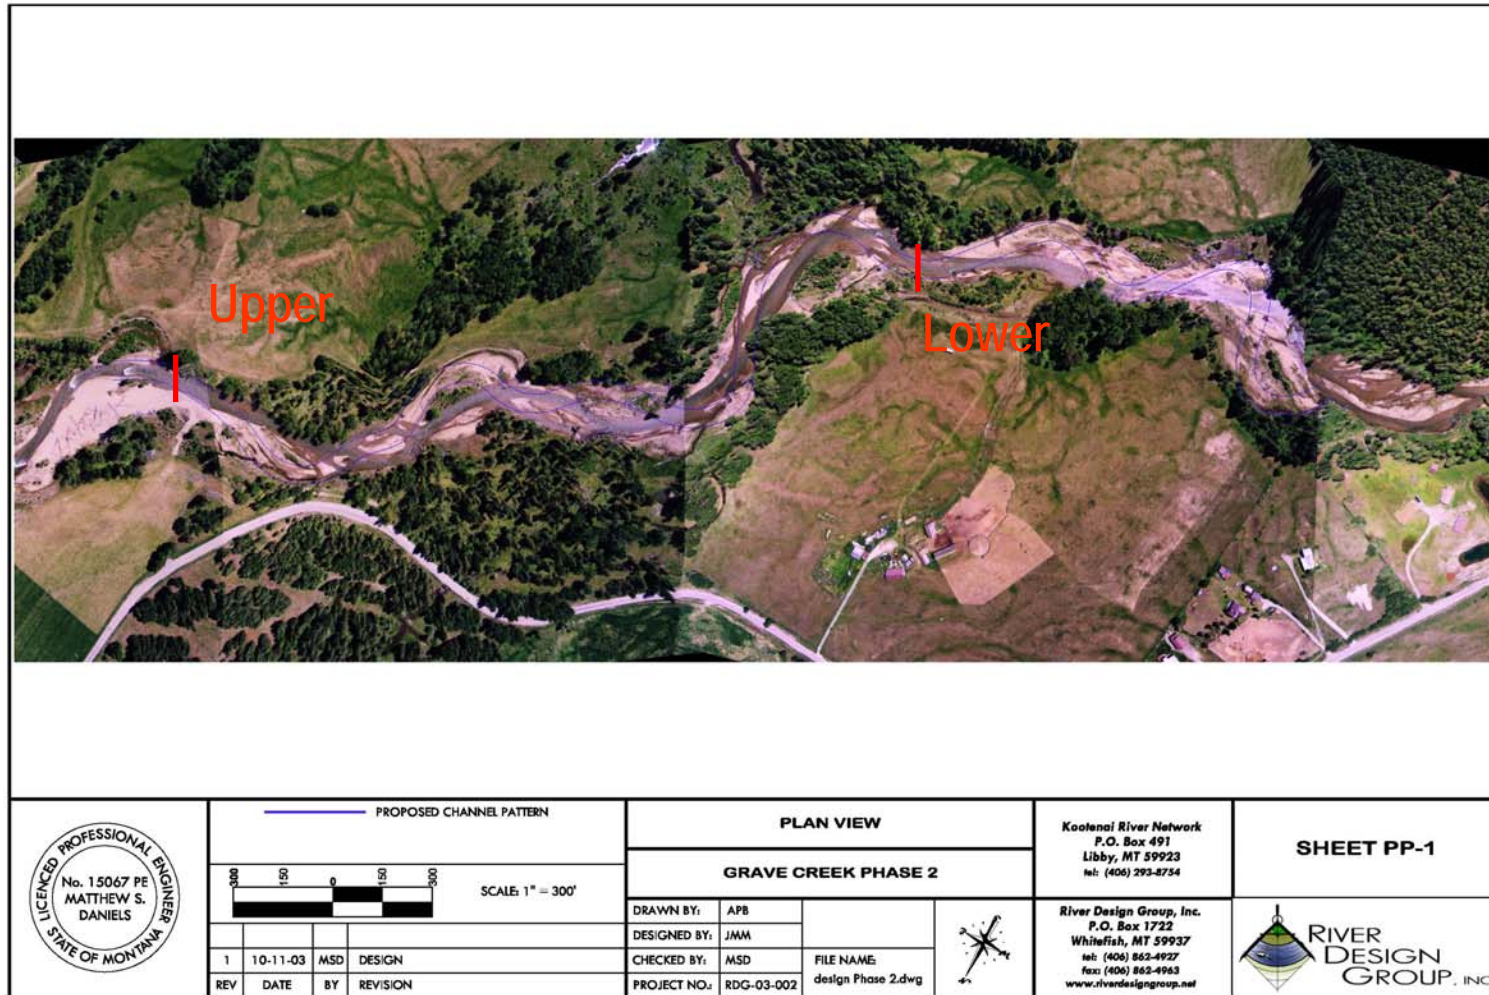 Upper
Lower
LICENCED PROFESSIONAL ENGINEER
No. 15067 PE
MATTHEW S.
DANIELS
STATE OF MONTANA
PROPOSED CHANNEL PATTERN
300 150 0 150 300
SCALE: 1" = 300'
1 10-11-03 MSD DESIGN
REV DATE BY REVISION
PLAN VIEW
GRAVE CREEK PHASE 2
DRAWN BY: APB
DESIGNED BY: JMM
CHECKED BY: MSD
PROJECT NO.: RDG-03-002
FILE NAME:
design Phase 2.dwg
Kootenai River Network
P.O. Box 491
Libby, MT 59923
tel: (406) 293-8754
River Design Group, Inc.
P.O. Box 1722
Whitefish, MT 59937
tel: (406) 862-4927
fax: (406) 862-4963
www.riverdesigngroup.net
SHEET PP-1
RIVER
DESIGN
GROUP, INC